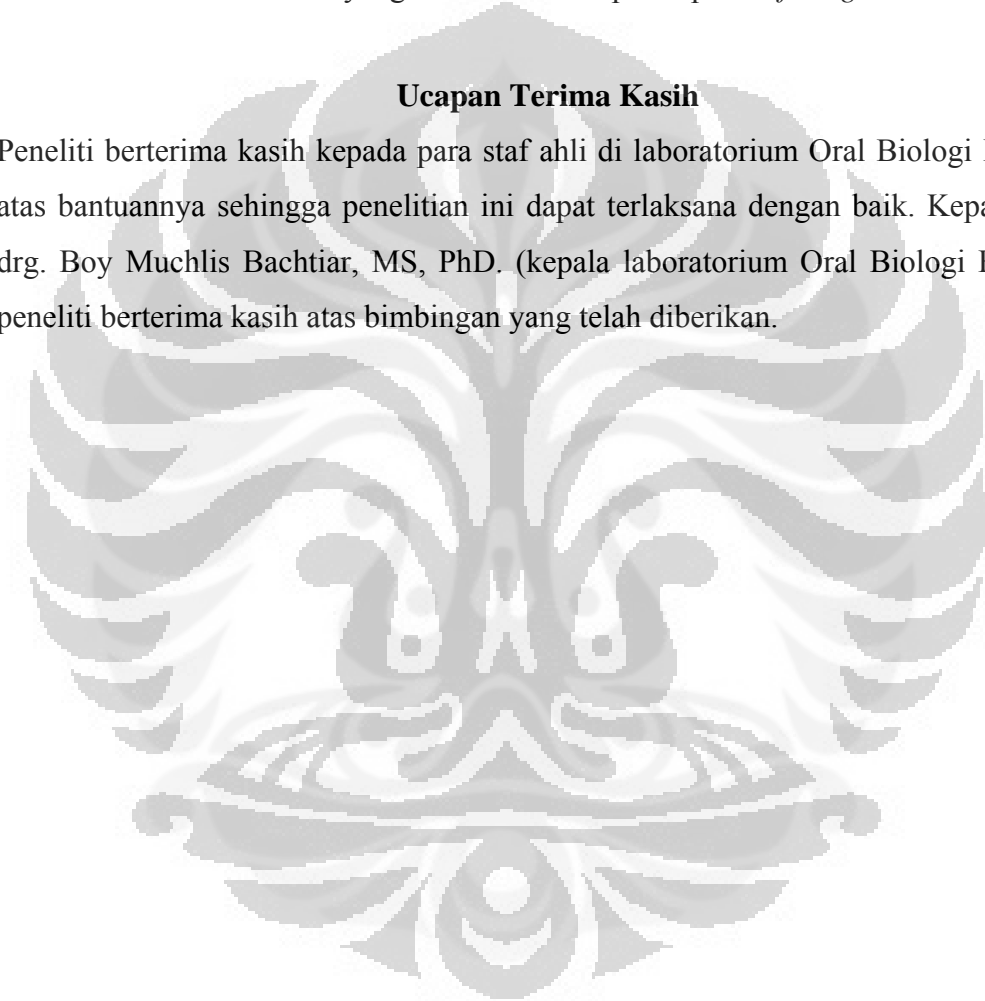 Ucapan Terima Kasih
Peneliti berterima kasih kepada para staf ahli di laboratorium Oral Biologi
atas bantuannya sehingga penelitian ini dapat terlaksana dengan baik.
drg. Boy Muchlis Bachtiar, MS, PhD. (kepala laboratorium Oral Biologi
peneliti berterima kasih atas bimbingan yang telah diberikan.